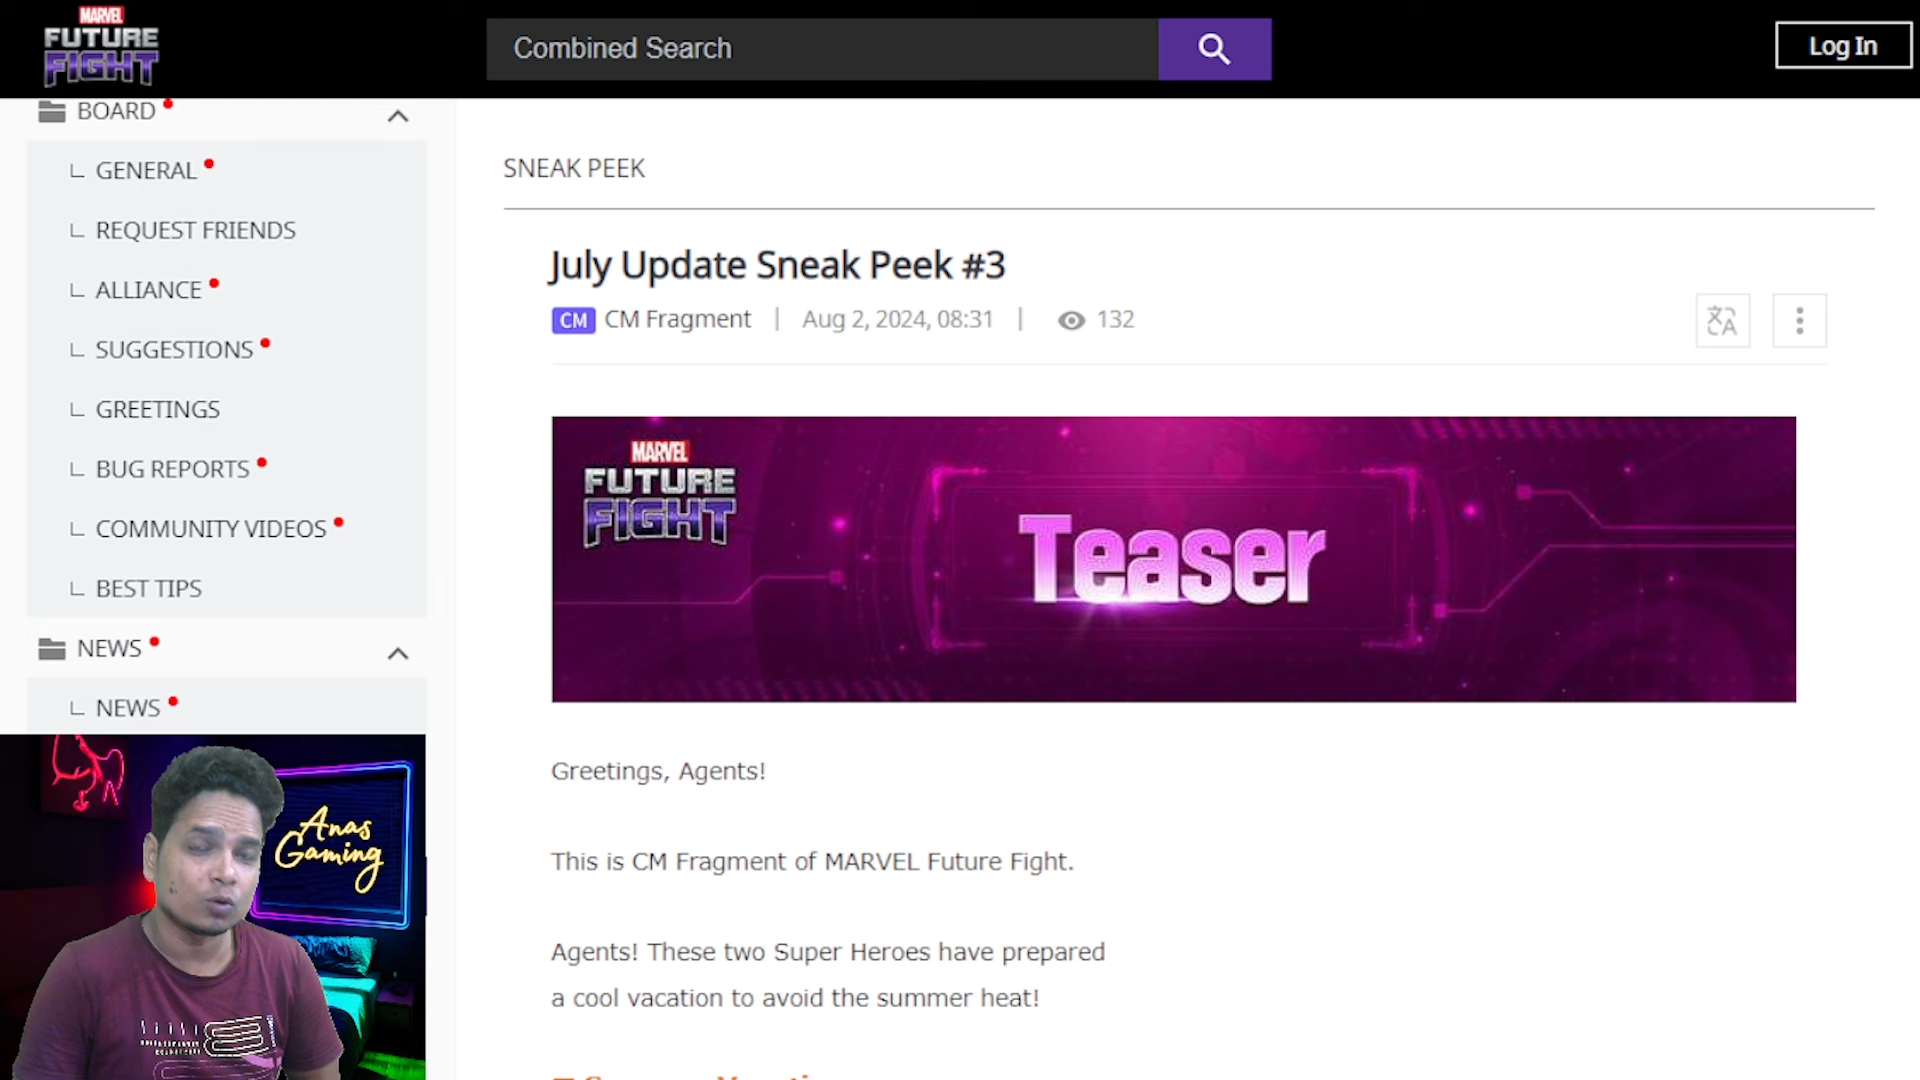 MARVEL
FUTURE
FIGHT
Combined Search
Log In
BOARD
GENERAL
REQUEST FRIENDS
ALLIANCE
SUGGESTIONS
GREETINGS
BUG REPORTS
COMMUNITY VIDEOS
BEST TIPS
NEWS
NEWS
SNEAK PEEK
July Update Sneak Peek #3
CM CM Fragment | Aug 2, 2024, 08:31 | 132
MARVEL
FUTURE
FIGHT
Teaser
Greetings, Agents!
This is CM Fragment of MARVEL Future Fight.
Agents! These two Super Heroes have prepared
a cool vacation to avoid the summer heat!
Anas
Gaming